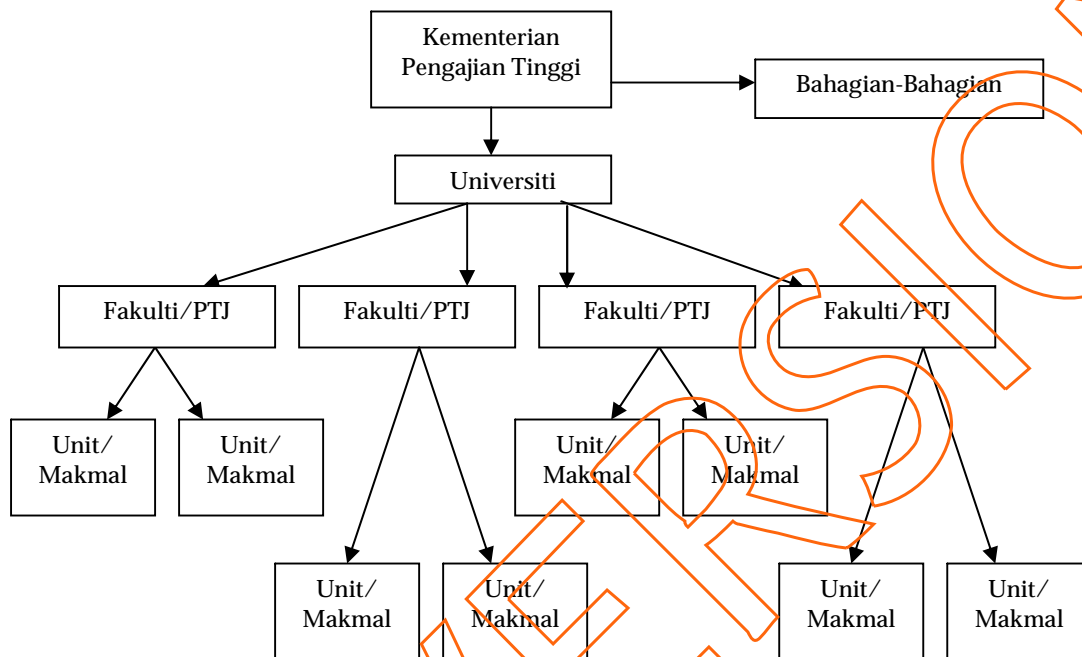 Kementerian
Pengajian Tinggi
Bahagian-Bahagian
Universiti
Fakulti/PTJ
Fakulti/PTJ
Fakulti/PTJ
Fakulti/PTJ
Unit/
Makmal
Unit/
Makmal
Unit/
Makmal
Unit/
Makmal
Unit/
Makmal
Unit/
Makmal
Unit/
Makmal
Unit/
Makmal